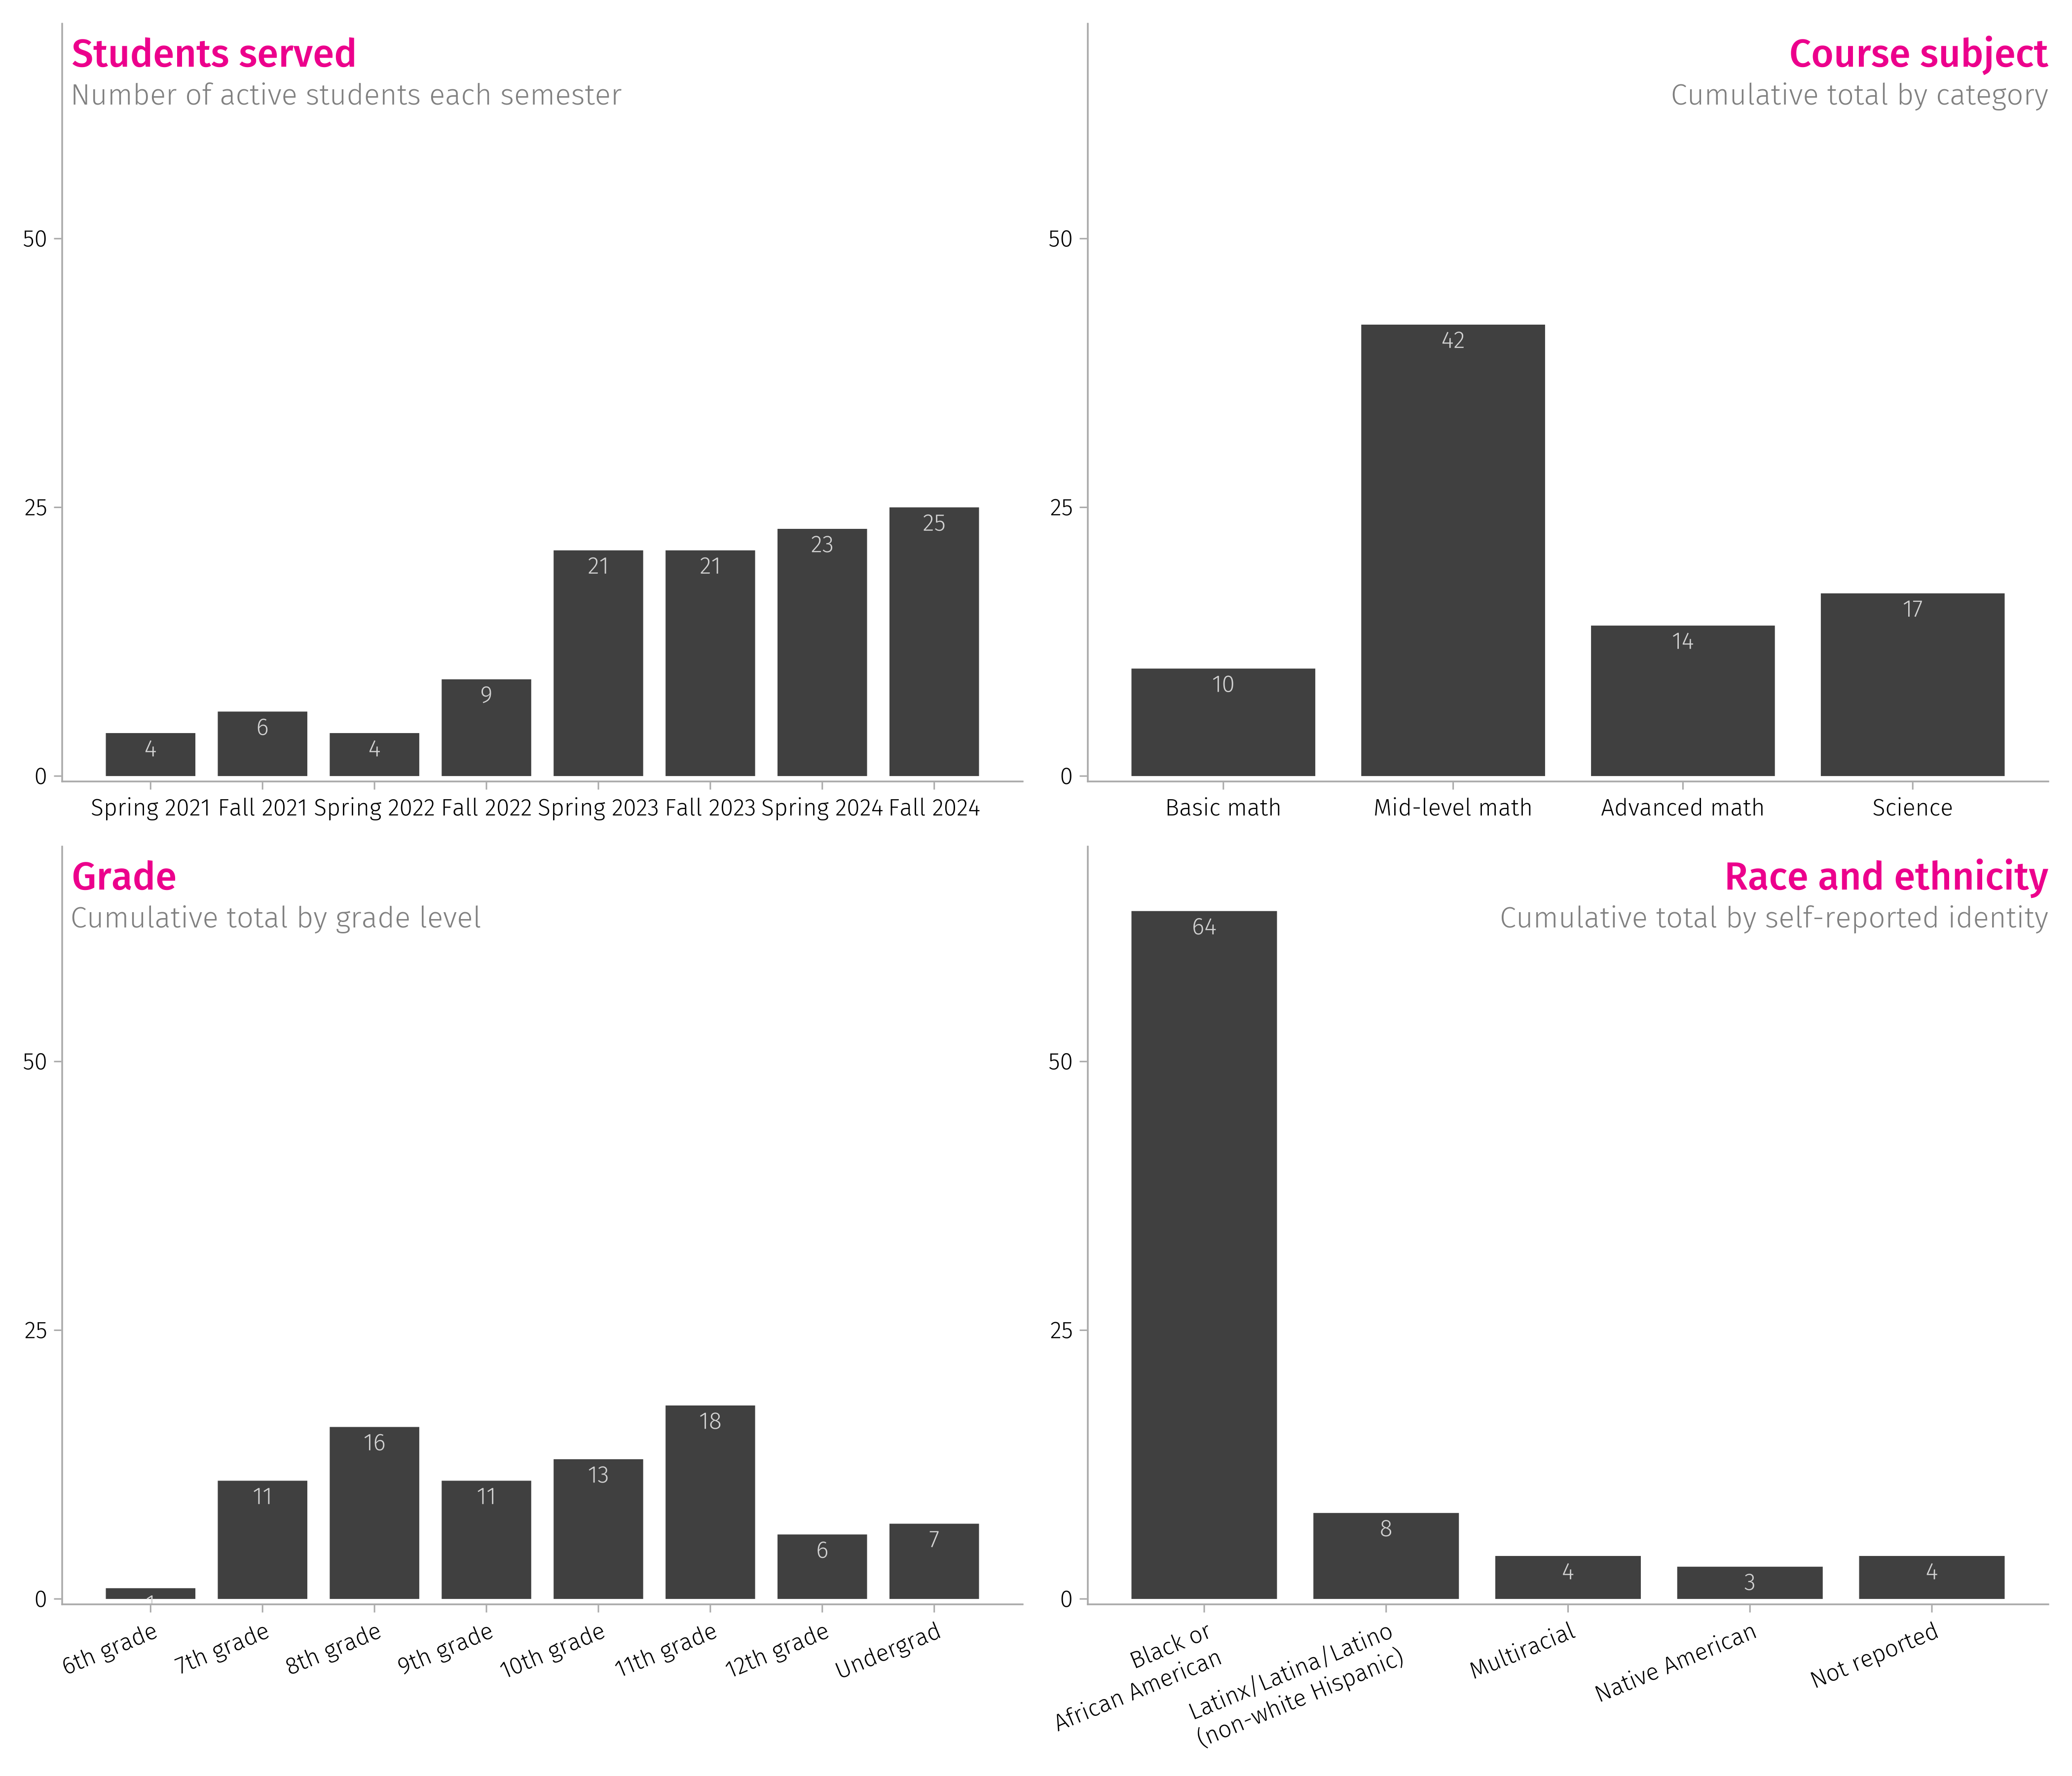 Students served
Number of active students each semester
50
25
0
4
6
4
9
21
21
23
25
Spring 2021 Fall 2021 Spring 2022 Fall 2022 Spring 2023 Fall 2023 Spring 2024 Fall 2024
Course subject
Cumulative total by category
50
25
0
10
42
14
17
Basic math Mid-level math Advanced math Science
Grade
Cumulative total by grade level
50
25
0
1
11
16
11
13
18
6
7
6th grade
7th grade
8th grade
9th grade
10th grade
11th grade
12th grade
Undergrad
Race and ethnicity
Cumulative total by self-reported identity
50
25
0
64
8
4
3
4
Black or
African American
Latinx/Latina/Latino
(non-white Hispanic)
Multiracial
Native American
Not reported